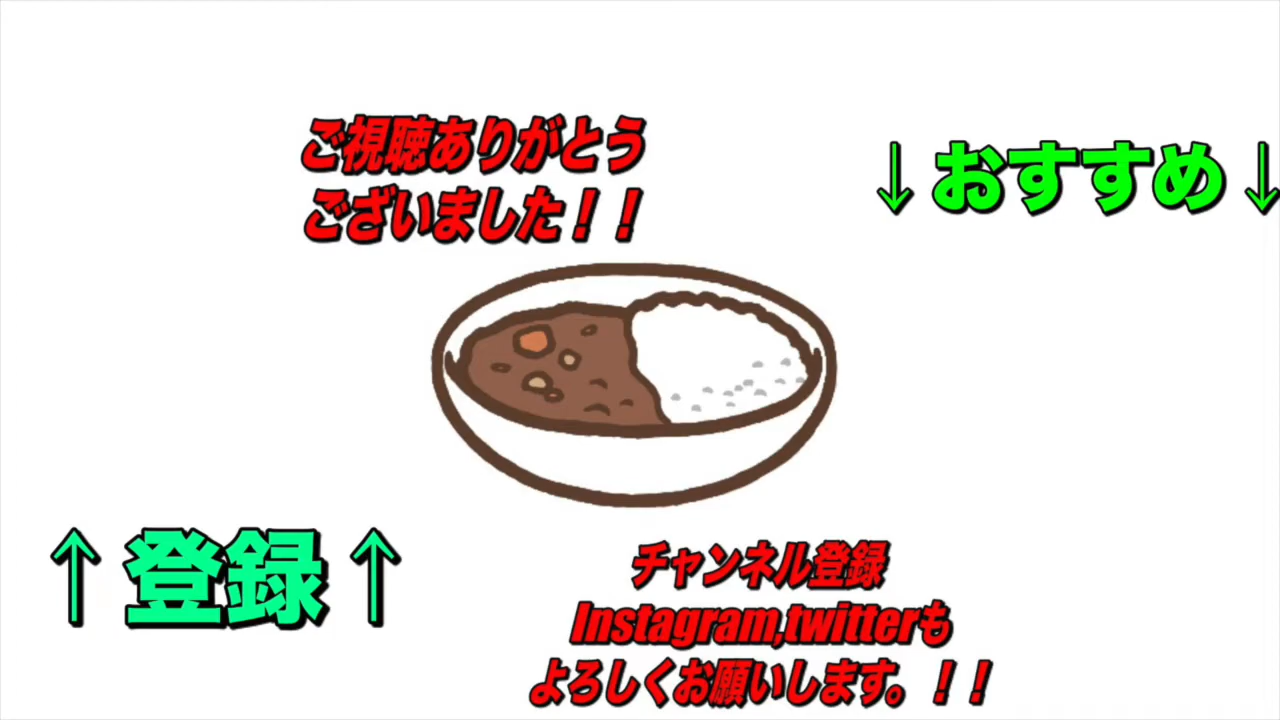 ご視聴ありがとう
ございました！！
↓おすすめ↓
↑登録↑
チャンネル登録
Instagram,twitterも
よろしくお願いします。！！